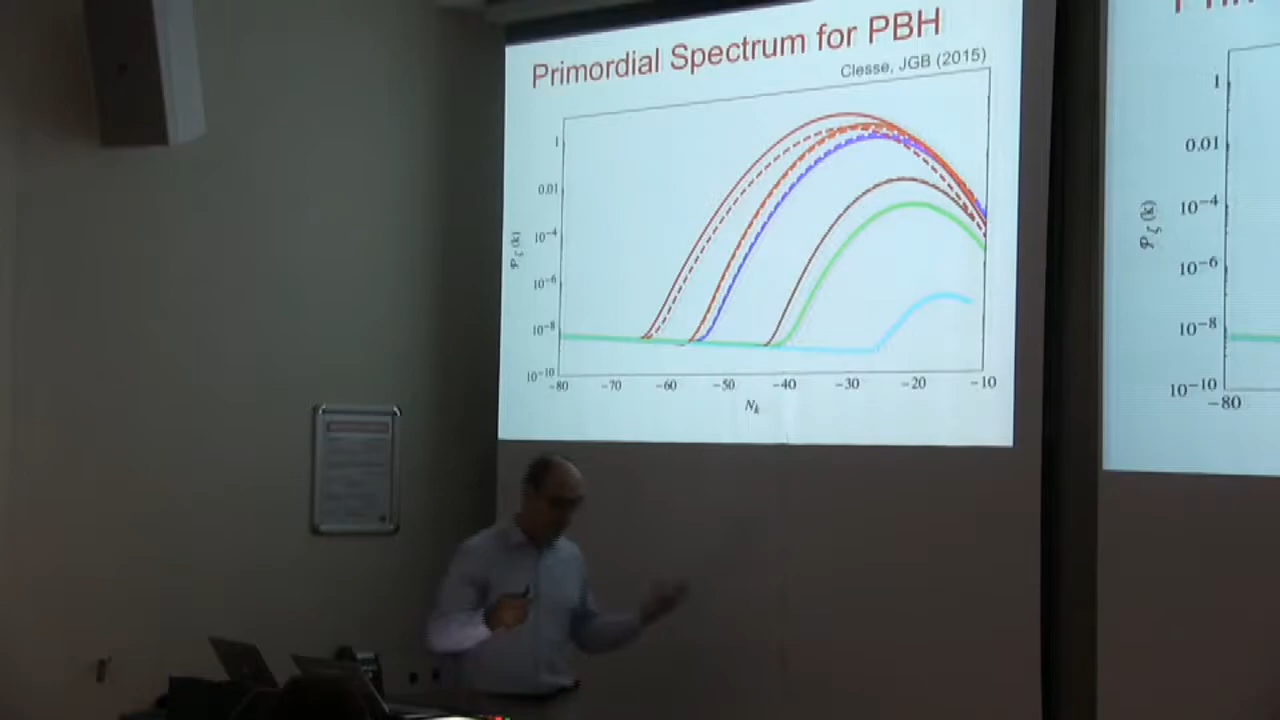 Primordial Spectrum for PBH
Clesse, JGB (2015)
1
0.01
10⁻⁴
10⁻⁶
10⁻⁸
10⁻¹⁰
𝒫ζ(k)
-80 -70 -60 -50 -40 -30 -20 -10
Nk
1
0.01
10⁻⁴
10⁻⁶
10⁻⁸
10⁻¹⁰
𝒫ζ(k)
-80